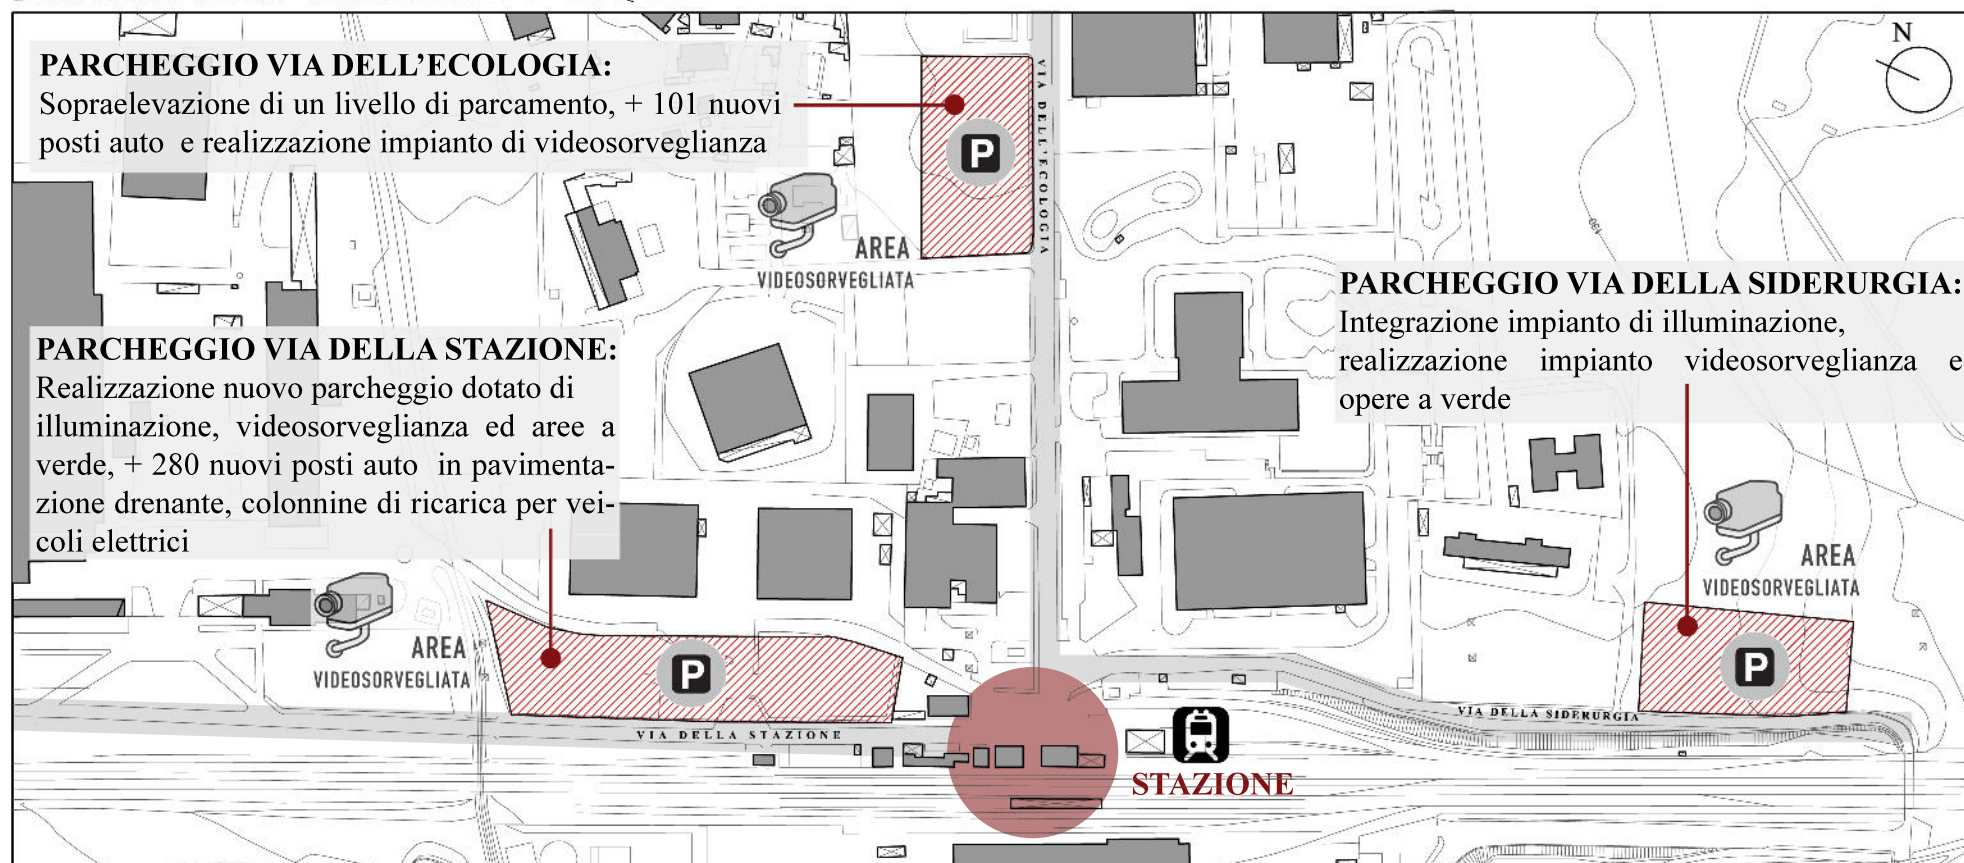 N
PARCHEGGIO VIA DELL’ECOLOGIA:
Sopraelevazione di un livello di parcamento, + 101 nuovi
posti auto e realizzazione impianto di videosorveglianza
P
VIA DELL'ECOLOGIA
AREA
VIDEOSORVEGLIATA
PARCHEGGIO VIA DELLA SIDERURGIA:
Integrazione impianto di illuminazione,
realizzazione impianto videosorveglianza e
opere a verde
PARCHEGGIO VIA DELLA STAZIONE:
Realizzazione nuovo parcheggio dotato di
illuminazione, videosorveglianza ed aree a
verde, + 280 nuovi posti auto in pavimenta-
zione drenante, colonnine di ricarica per vei-
coli elettrici
AREA
VIDEOSORVEGLIATA
AREA
VIDEOSORVEGLIATA
P
P
VIA DELLA STAZIONE
VIA DELLA SIDERURGIA
STAZIONE